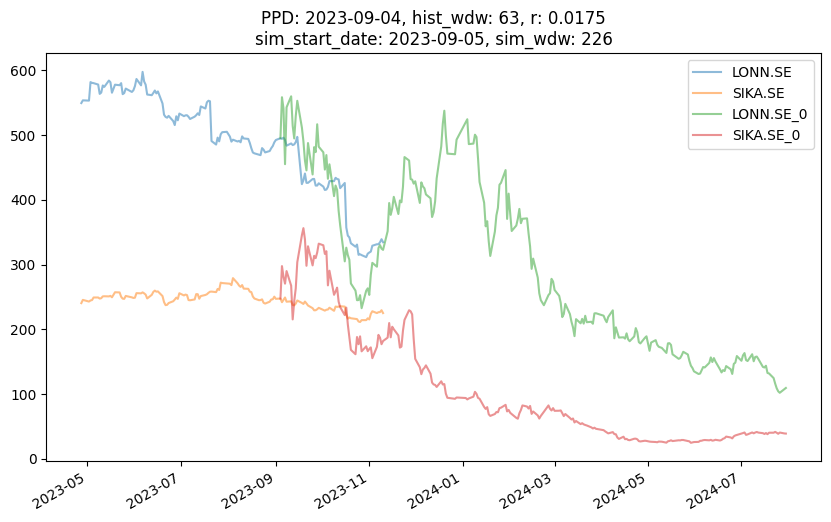 PPD: 2023-09-04, hist_wdw: 63, r: 0.0175
sim_start_date: 2023-09-05, sim_wdw: 226
LONN.SE
SIKA.SE
LONN.SE_0
SIKA.SE_0
600
500
400
300
200
100
0
2023-05
2023-07
2023-09
2023-11
2024-01
2024-03
2024-05
2024-07